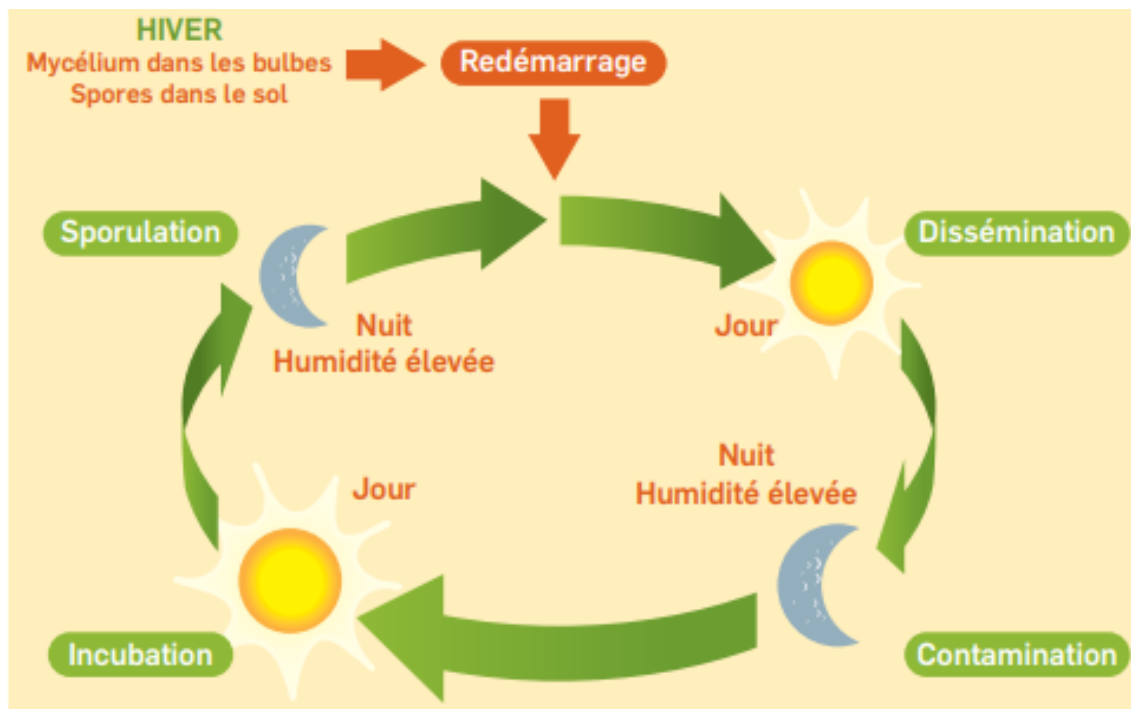 HIVER
Mycélium dans les bulbes
Spores dans le sol
Redémarrage
Sporulation
Dissémination
Nuit
Humidité élevée
Jour
Jour
Nuit
Humidité élevée
Incubation
Contamination